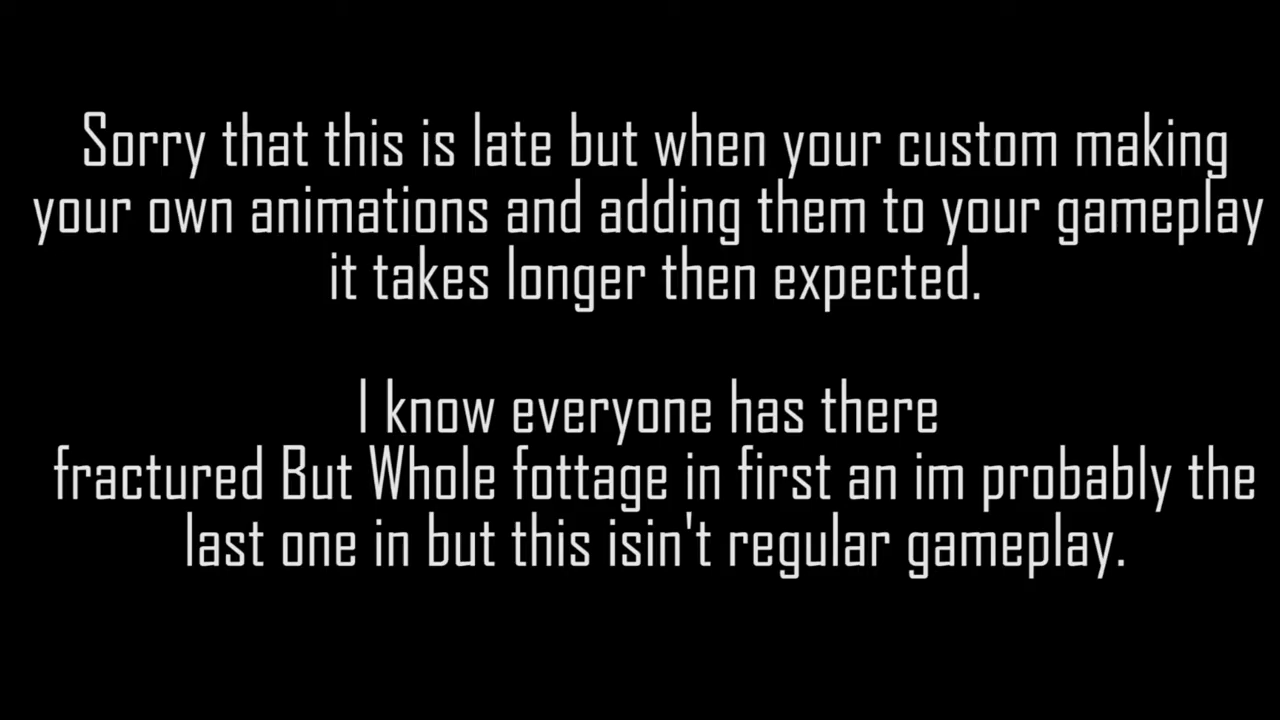 Sorry that this is late but when your custom making
your own animations and adding them to your gameplay
it takes longer then expected.
I know everyone has there
fractured But Whole fottage in first an im probably the
last one in but this isin't regular gameplay.